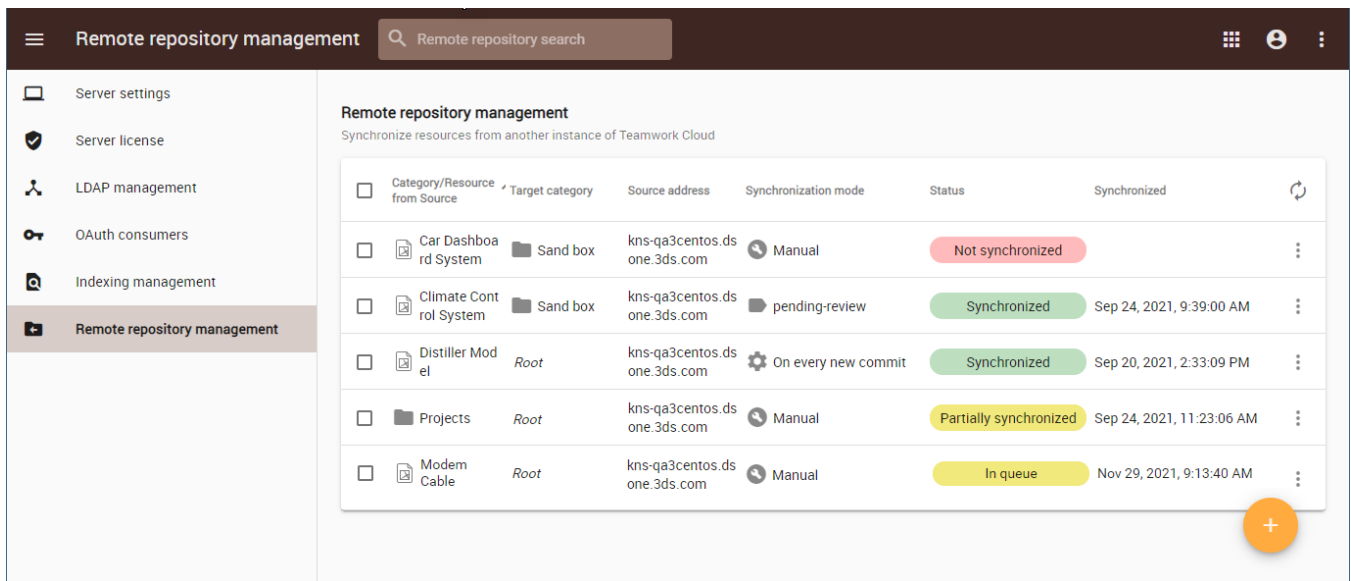 Remote repository management
Remote repository search
Server settings
Server license
LDAP management
OAuth consumers
Indexing management
Remote repository management
Remote repository management
Synchronize resources from another instance of Teamwork Cloud
Category/Resource
from Source
Target category
Source address
Synchronization mode
Status
Synchronized
Car Dashboa
rd System
Sand box
kns-qa3centos.ds
one.3ds.com
Manual
Not synchronized
Climate Cont
rol System
Sand box
kns-qa3centos.ds
one.3ds.com
pending-review
Synchronized
Sep 24, 2021, 9:39:00 AM
Distiller Mod
el
Root
kns-qa3centos.ds
one.3ds.com
On every new commit
Synchronized
Sep 20, 2021, 2:33:09 PM
Projects
Root
kns-qa3centos.ds
one.3ds.com
Manual
Partially synchronized
Sep 24, 2021, 11:23:06 AM
Modem
Cable
Root
kns-qa3centos.ds
one.3ds.com
Manual
In queue
Nov 29, 2021, 9:13:40 AM